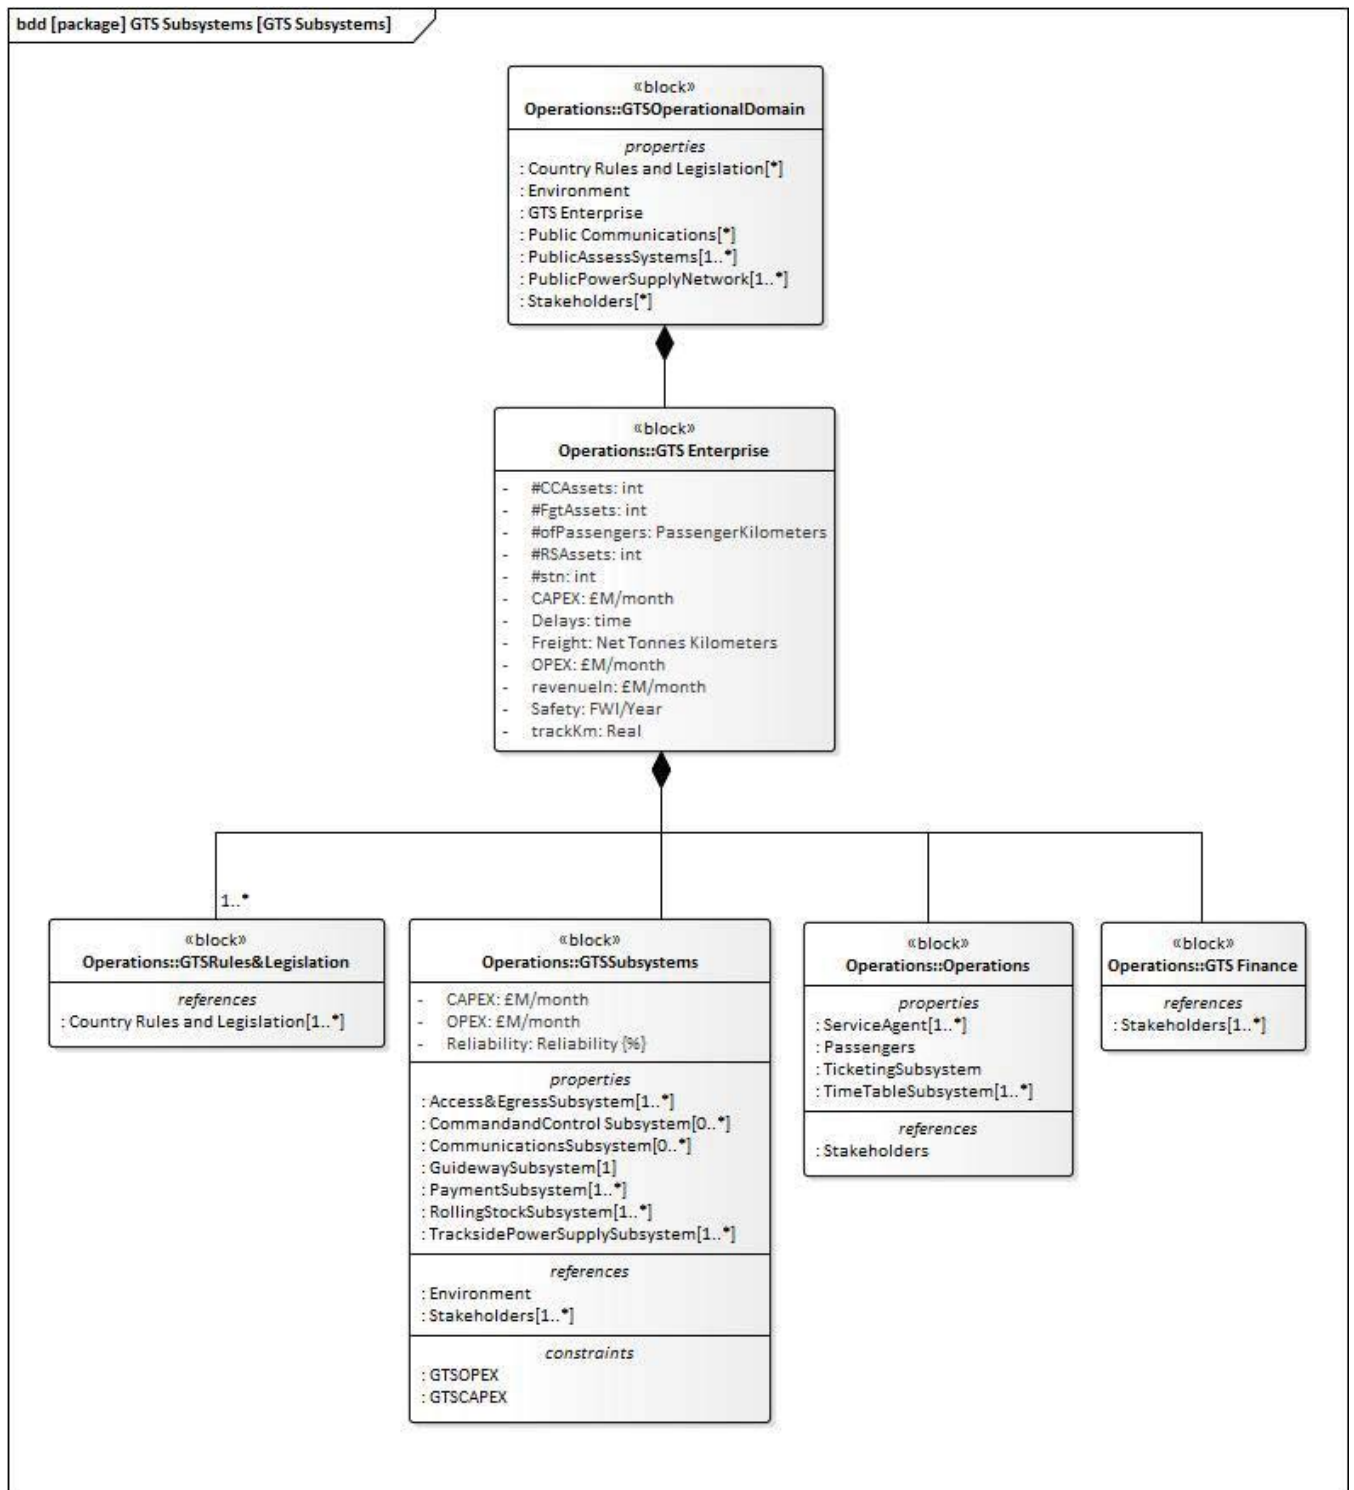 bdd [package] GTS Subsystems [GTS Subsystems]
«block»
Operations::GTSOperationalDomain
properties
: Country Rules and Legislation[*]
: Environment
: GTS Enterprise
: Public Communications[*]
: PublicAssessSystems[1..*]
: PublicPowerSupplyNetwork[1..*]
: Stakeholders[*]
«block»
Operations::GTS Enterprise
- #CCAssets: int
- #FgtAssets: int
- #ofPassengers: PassengerKilometers
- #RSAssets: int
- #stn: int
- CAPEX: £M/month
- Delays: time
- Freight: Net Tonnes Kilometers
- OPEX: £M/month
- revenueIn: £M/month
- Safety: FWI/Year
- trackKm: Real
1..*
«block»
Operations::GTSRules&Legislation
references
: Country Rules and Legislation[1..*]
«block»
Operations::GTSSubsystems
- CAPEX: £M/month
- OPEX: £M/month
- Reliability: Reliability {%}
properties
: Access&EgressSubsystem[1..*]
: CommandandControl Subsystem[0..*]
: CommunicationsSubsystem[0..*]
: GuidewaySubsystem[1]
: PaymentSubsystem[1..*]
: RollingStockSubsystem[1..*]
: TracksidePowerSupplySubsystem[1..*]
references
: Environment
: Stakeholders[1..*]
constraints
: GTSOPEX
: GTSCAPEX
«block»
Operations::Operations
properties
: ServiceAgent[1..*]
: Passengers
: TicketingSubsystem
: TimeTableSubsystem[1..*]
references
: Stakeholders
«block»
Operations::GTS Finance
references
: Stakeholders[1..*]